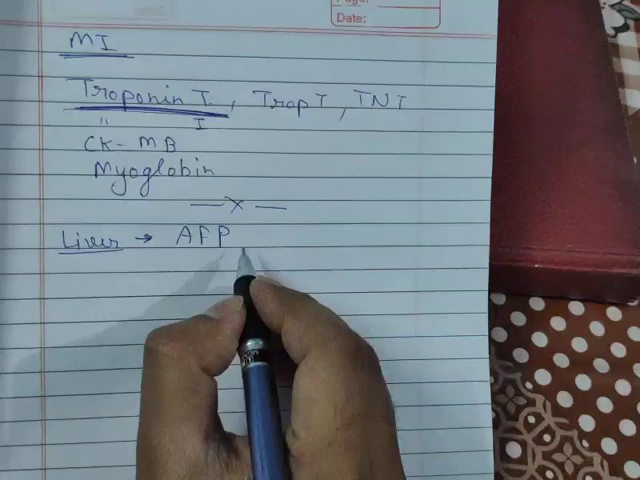 Page:
Date:
MI
Troponin I, Trop T, TNI
" I
CK-MB
Myoglobin
—x—
Liver → AFP